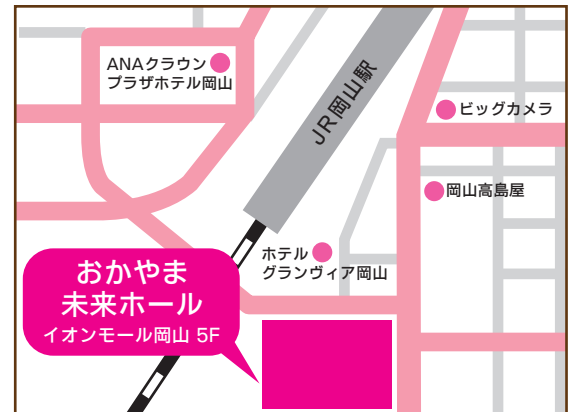 ANAクラウン
プラザホテル岡山
JR岡山駅
ビッグカメラ
岡山高島屋
ホテル
グランヴィア岡山
おかやま
未来ホール
イオンモール岡山 5F